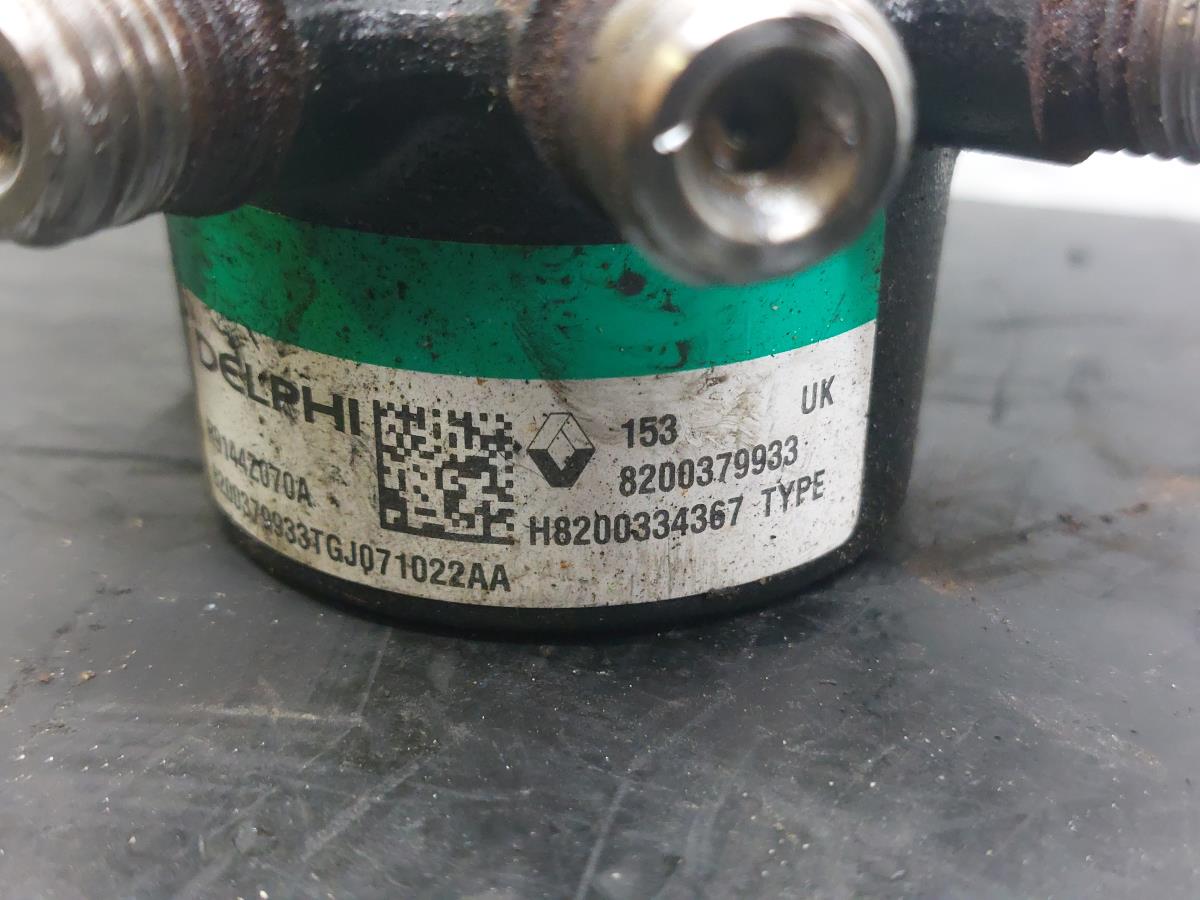 DELPHI
153
UK
8200379933
H8200334367 TYPE
R9144Z070A
8200379933TGJ071022AA